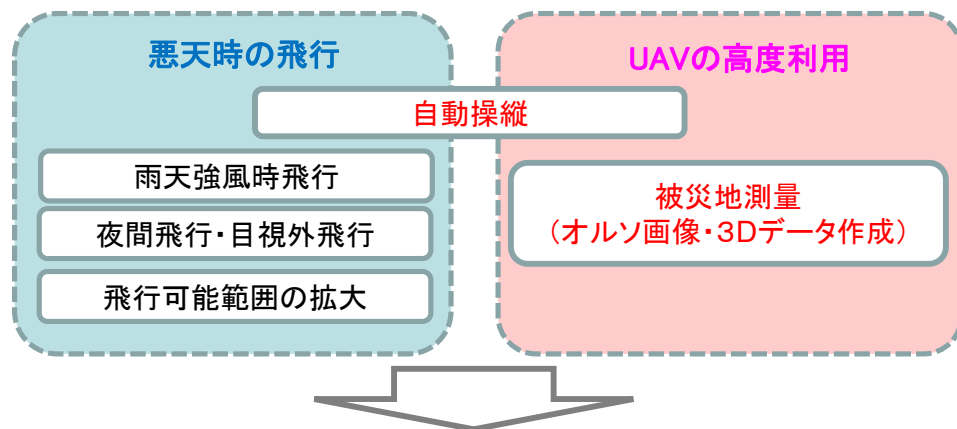 悪天時の飛行
UAVの高度利用
自動操縦
雨天強風時飛行
夜間飛行・目視外飛行
飛行可能範囲の拡大
被災地測量
(オルソ画像・3Dデータ作成)